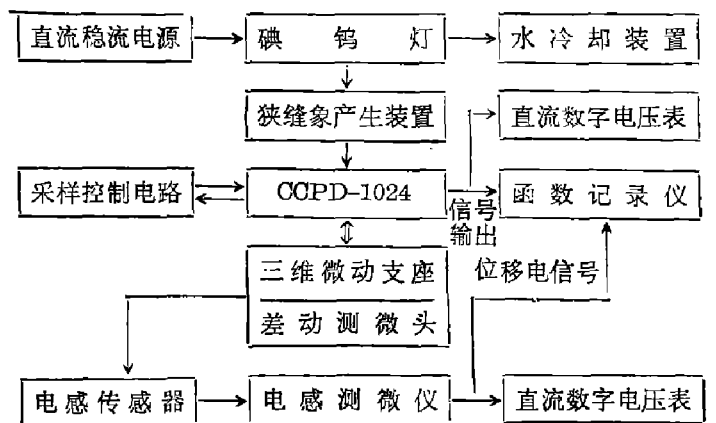 直流稳流电源
碘钨灯
水冷却装置
狭缝象产生装置
直流数字电压表
采样控制电路
CCPD-1024
信号
输出
函数记录仪
三维微动支座
位移电信号
差动测微头
电感传感器
电感测微仪
直流数字电压表